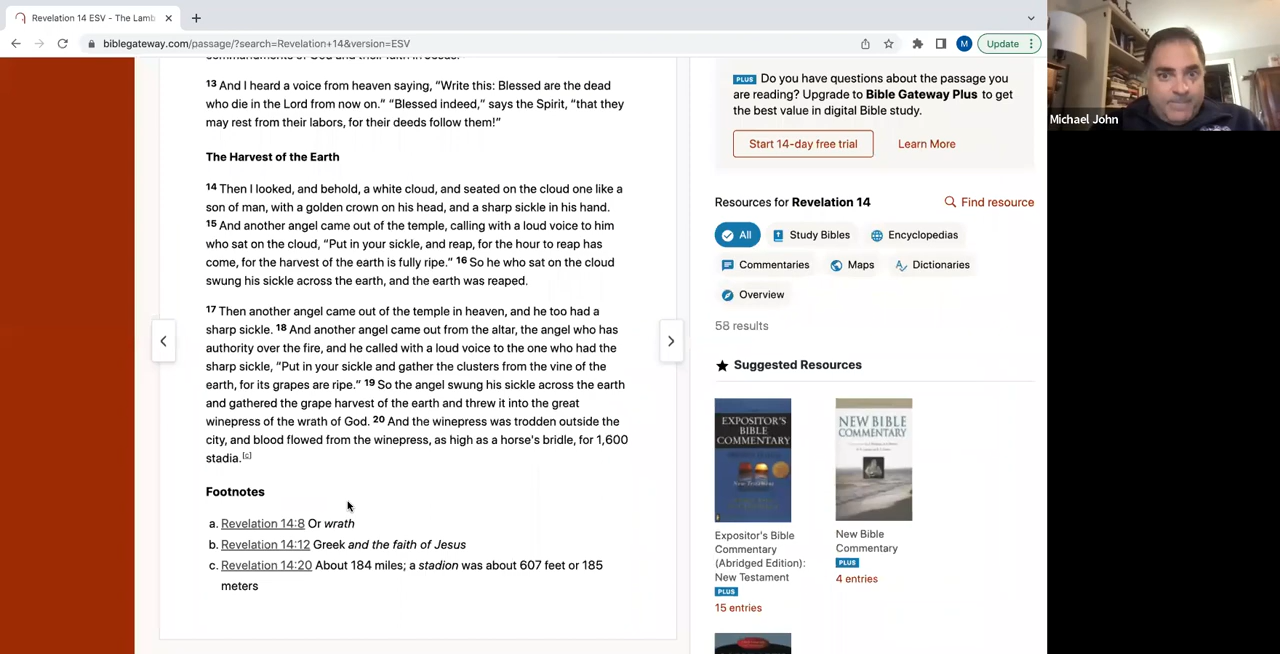 Revelation 14 ESV - The Lamb
biblegateway.com/passage/?search=Revelation+14&version=ESV
M
Update
commandments of God and their faith in Jesus.
13 And I heard a voice from heaven saying, “Write this: Blessed are the dead
who die in the Lord from now on.” “Blessed indeed,” says the Spirit, “that they
may rest from their labors, for their deeds follow them!”
The Harvest of the Earth
14 Then I looked, and behold, a white cloud, and seated on the cloud one like a
son of man, with a golden crown on his head, and a sharp sickle in his hand.
15 And another angel came out of the temple, calling with a loud voice to him
who sat on the cloud, “Put in your sickle, and reap, for the hour to reap has
come, for the harvest of the earth is fully ripe.” 16 So he who sat on the cloud
swung his sickle across the earth, and the earth was reaped.
17 Then another angel came out of the temple in heaven, and he too had a
sharp sickle. 18 And another angel came out from the altar, the angel who has
authority over the fire, and he called with a loud voice to the one who had the
sharp sickle, “Put in your sickle and gather the clusters from the vine of the
earth, for its grapes are ripe.” 19 So the angel swung his sickle across the earth
and gathered the grape harvest of the earth and threw it into the great
winepress of the wrath of God. 20 And the winepress was trodden outside the
city, and blood flowed from the winepress, as high as a horse's bridle, for 1,600
stadia.[c]
Footnotes
a. Revelation 14:8 Or wrath
b. Revelation 14:12 Greek and the faith of Jesus
c. Revelation 14:20 About 184 miles; a stadion was about 607 feet or 185
meters
PLUS Do you have questions about the passage you
are reading? Upgrade to Bible Gateway Plus to get
the best value in digital Bible study.
Start 14-day free trial
Learn More
Resources for Revelation 14
Find resource
All
Study Bibles
Encyclopedias
Commentaries
Maps
Dictionaries
Overview
58 results
Suggested Resources
EXPOSITOR'S
BIBLE
COMMENTARY
NEW BIBLE
COMMENTARY
Expositor's Bible
Commentary
(Abridged Edition):
New Testament
PLUS
15 entries
New Bible
Commentary
PLUS
4 entries
Michael John